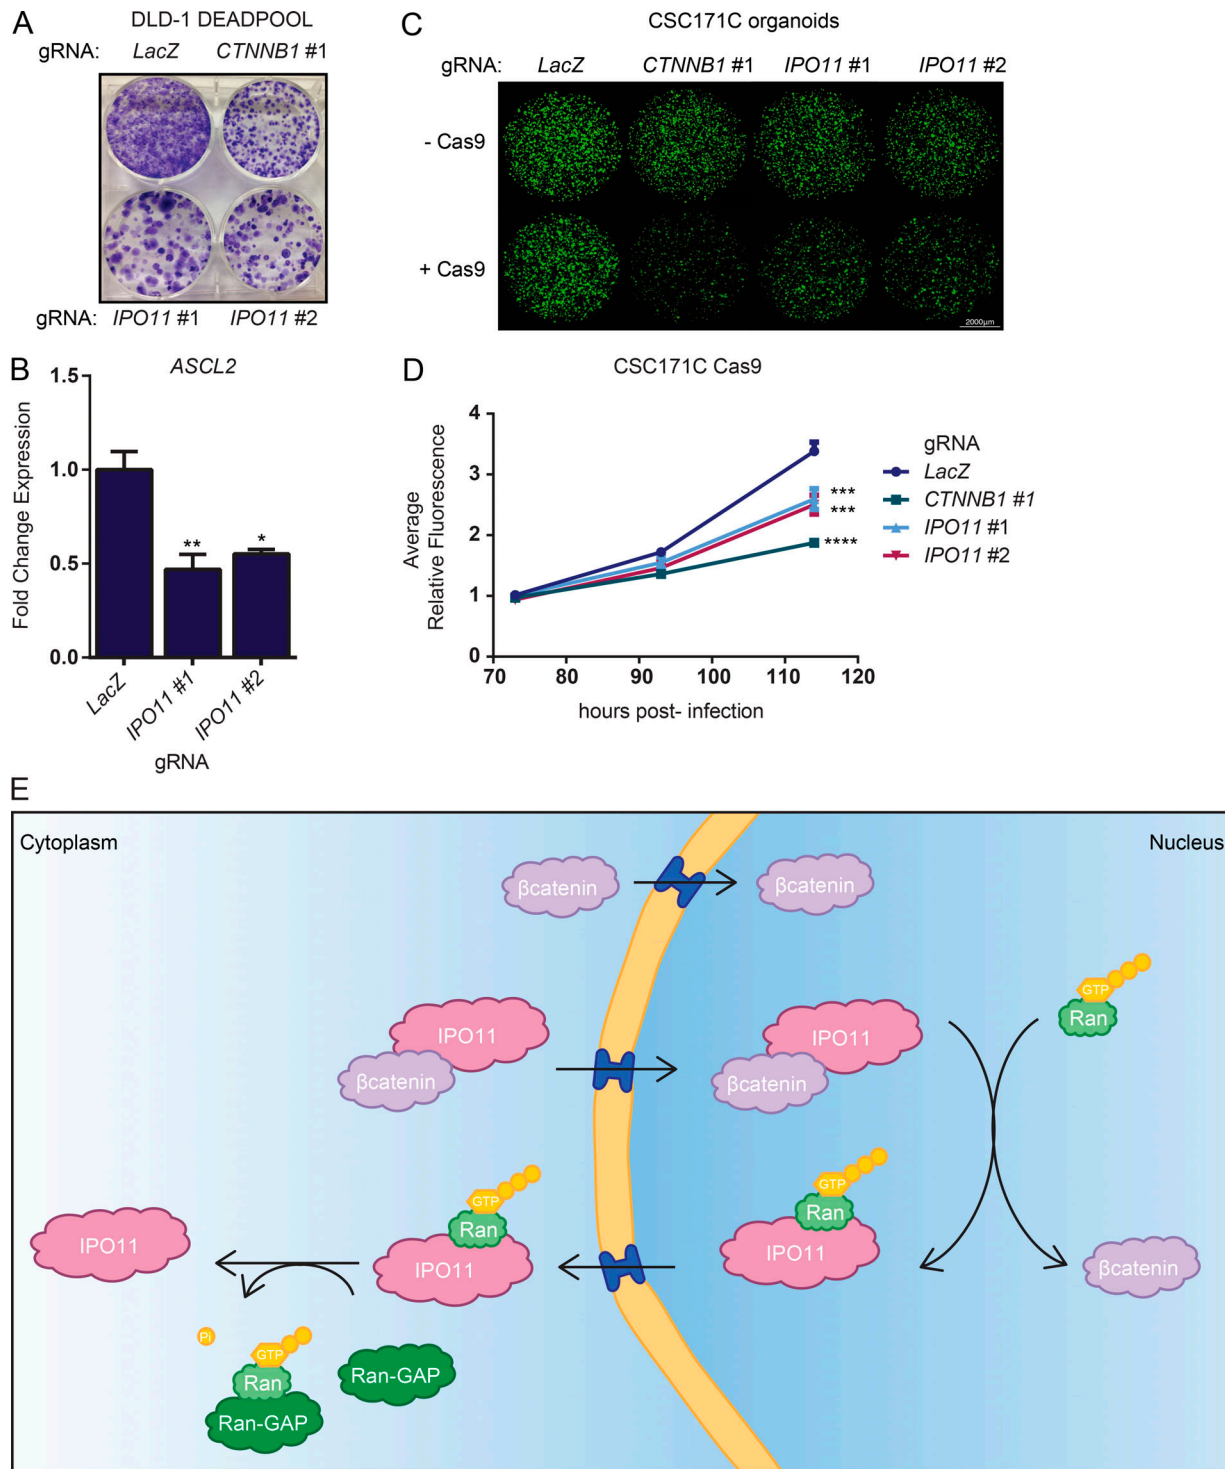 A
DLD-1 DEADPOOL
gRNA: LacZ CTNNB1 #1
gRNA: IPO11 #1 IPO11 #2
B
ASCL2
Fold Change Expression
1.5
1.0
0.5
0.0
**
*
LacZ
IPO11 #1
IPO11 #2
gRNA
C
CSC171C organoids
gRNA: LacZ CTNNB1 #1 IPO11 #1 IPO11 #2
- Cas9
+ Cas9
2000µm
D
CSC171C Cas9
Average
Relative Fluorescence
4
3
2
1
0
70 80 90 100 110 120
hours post- infection
***
***
****
gRNA
LacZ
CTNNB1 #1
IPO11 #1
IPO11 #2
E
Cytoplasm
Nucleus
βcatenin
βcatenin
GTP
Ran
IPO11
βcatenin
IPO11
βcatenin
GTP
Ran
IPO11
GTP
Ran
IPO11
IPO11
βcatenin
Pi
GTP
Ran
Ran-GAP
Ran-GAP